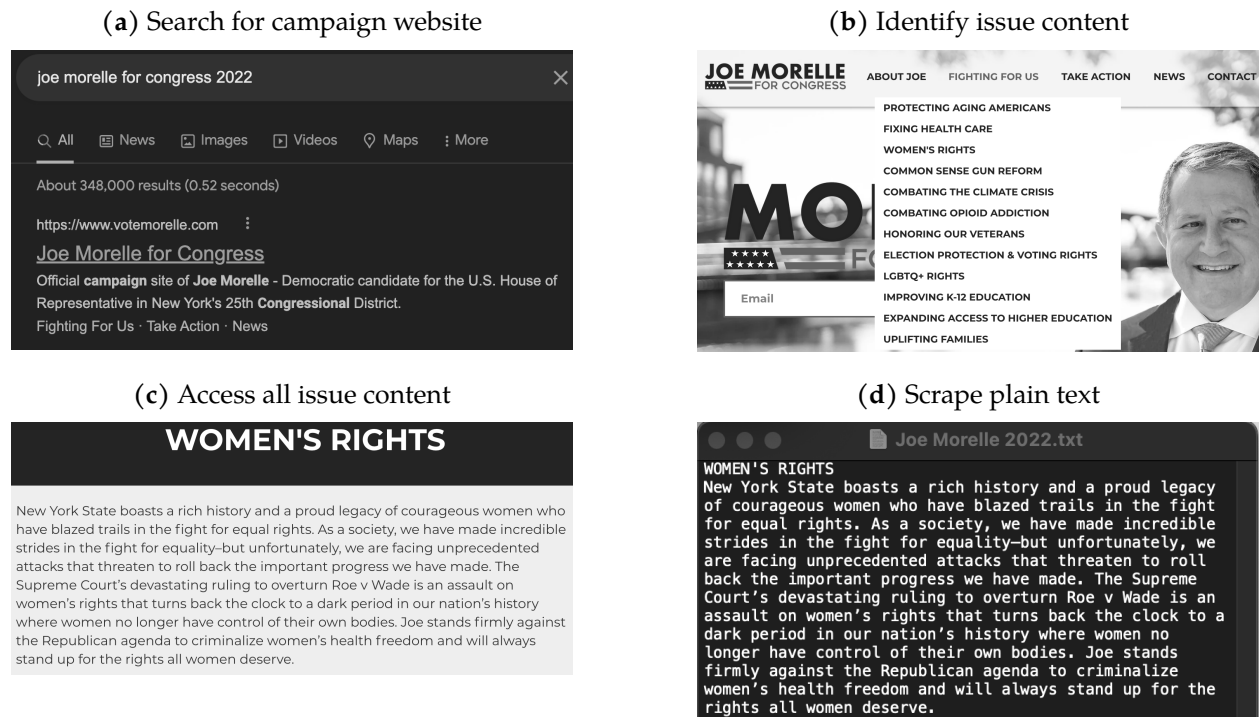 (a) Search for campaign website
joe morelle for congress 2022
All News Images Videos Maps More
About 348,000 results (0.52 seconds)
https://www.votemorelle.com
Joe Morelle for Congress
Official campaign site of Joe Morelle - Democratic candidate for the U.S. House of
Representative in New York's 25th Congressional District.
Fighting For Us · Take Action · News
(b) Identify issue content
JOE MORELLE
FOR CONGRESS
ABOUT JOE FIGHTING FOR US TAKE ACTION NEWS CONTACT
PROTECTING AGING AMERICANS
FIXING HEALTH CARE
WOMEN'S RIGHTS
COMMON SENSE GUN REFORM
COMBATING THE CLIMATE CRISIS
COMBATING OPIOID ADDICTION
HONORING OUR VETERANS
ELECTION PROTECTION & VOTING RIGHTS
LGBTQ+ RIGHTS
IMPROVING K-12 EDUCATION
EXPANDING ACCESS TO HIGHER EDUCATION
UPLIFTING FAMILIES
MO
F
Email
(c) Access all issue content
WOMEN'S RIGHTS
New York State boasts a rich history and a proud legacy of courageous women who
have blazed trails in the fight for equal rights. As a society, we have made incredible
strides in the fight for equality–but unfortunately, we are facing unprecedented
attacks that threaten to roll back the important progress we have made. The
Supreme Court's devastating ruling to overturn Roe v Wade is an assault on
women's rights that turns back the clock to a dark period in our nation's history
where women no longer have control of their own bodies. Joe stands firmly against
the Republican agenda to criminalize women's health freedom and will always
stand up for the rights all women deserve.
(d) Scrape plain text
Joe Morelle 2022.txt
WOMEN'S RIGHTS
New York State boasts a rich history and a proud legacy
of courageous women who have blazed trails in the fight
for equal rights. As a society, we have made incredible
strides in the fight for equality–but unfortunately, we
are facing unprecedented attacks that threaten to roll
back the important progress we have made. The Supreme
Court's devastating ruling to overturn Roe v Wade is an
assault on women's rights that turns back the clock to a
dark period in our nation's history where women no
longer have control of their own bodies. Joe stands
firmly against the Republican agenda to criminalize
women's health freedom and will always stand up for the
rights all women deserve.